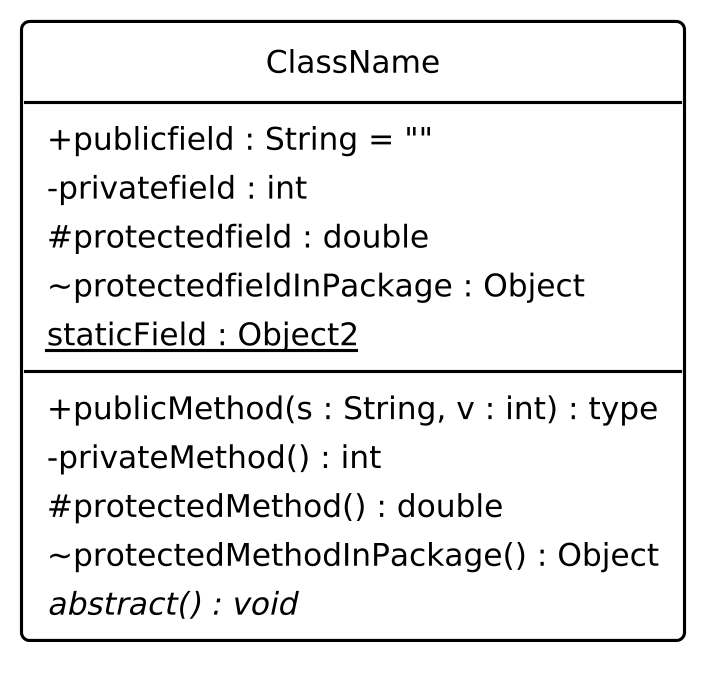 ClassName
+publicfield : String = ""
-privatefield : int
#protectedfield : double
~protectedfieldInPackage : Object
staticField : Object2
+publicMethod(s : String, v : int) : type
-privateMethod() : int
#protectedMethod() : double
~protectedMethodInPackage() : Object
abstract() : void